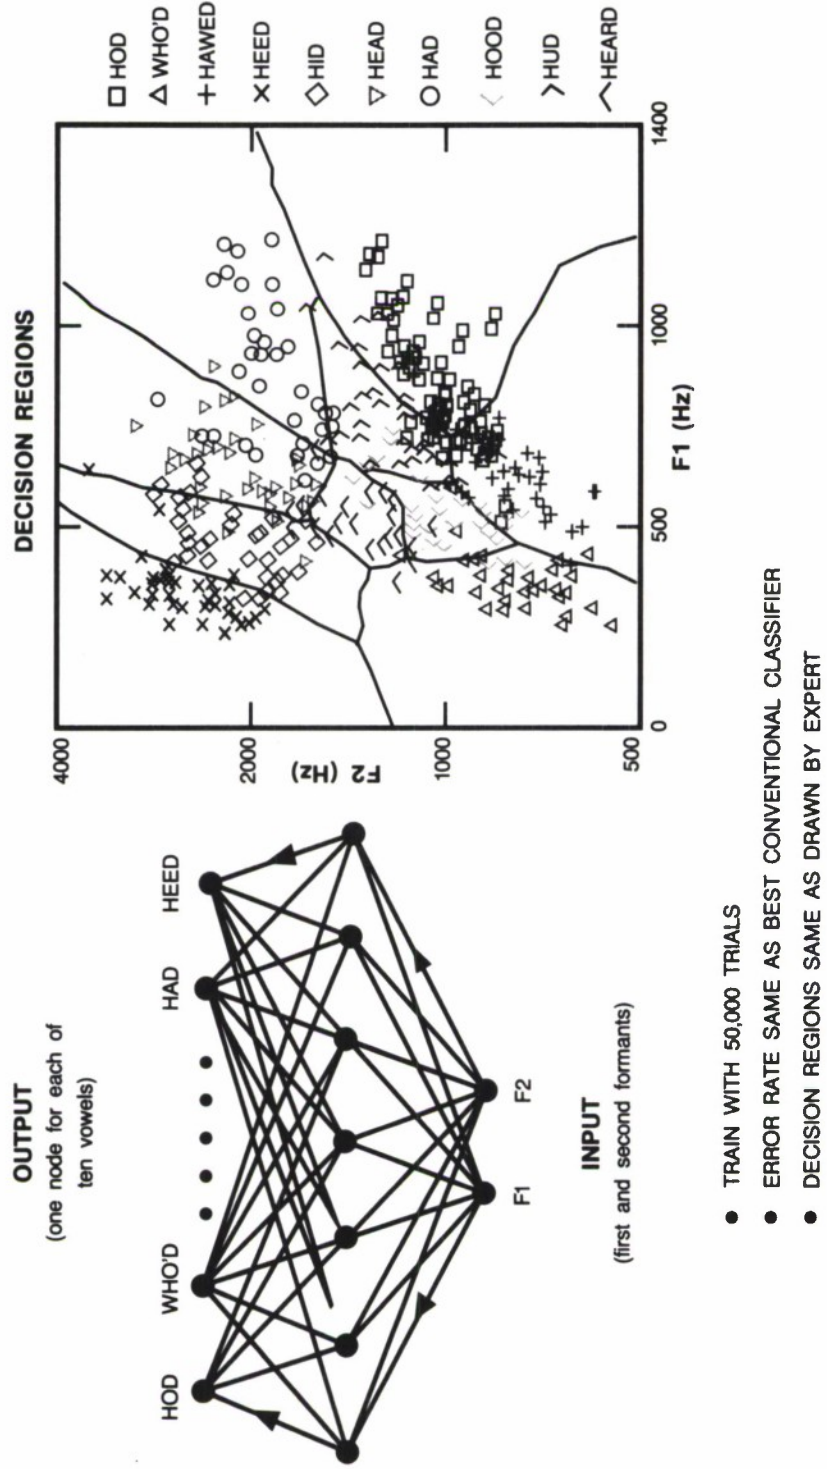 OUTPUT
(one node for each of
ten vowels)
HOD
WHO'D
HAD
HEED
F1
F2
INPUT
(first and second formants)
DECISION REGIONS
4000
2000
1000
500
F2 (Hz)
0
500
1000
1400
F1 (Hz)
HOD
WHO'D
HAWED
HEED
HID
HEAD
HAD
HOOD
HUD
HEARD
● TRAIN WITH 50,000 TRIALS
● ERROR RATE SAME AS BEST CONVENTIONAL CLASSIFIER
● DECISION REGIONS SAME AS DRAWN BY EXPERT